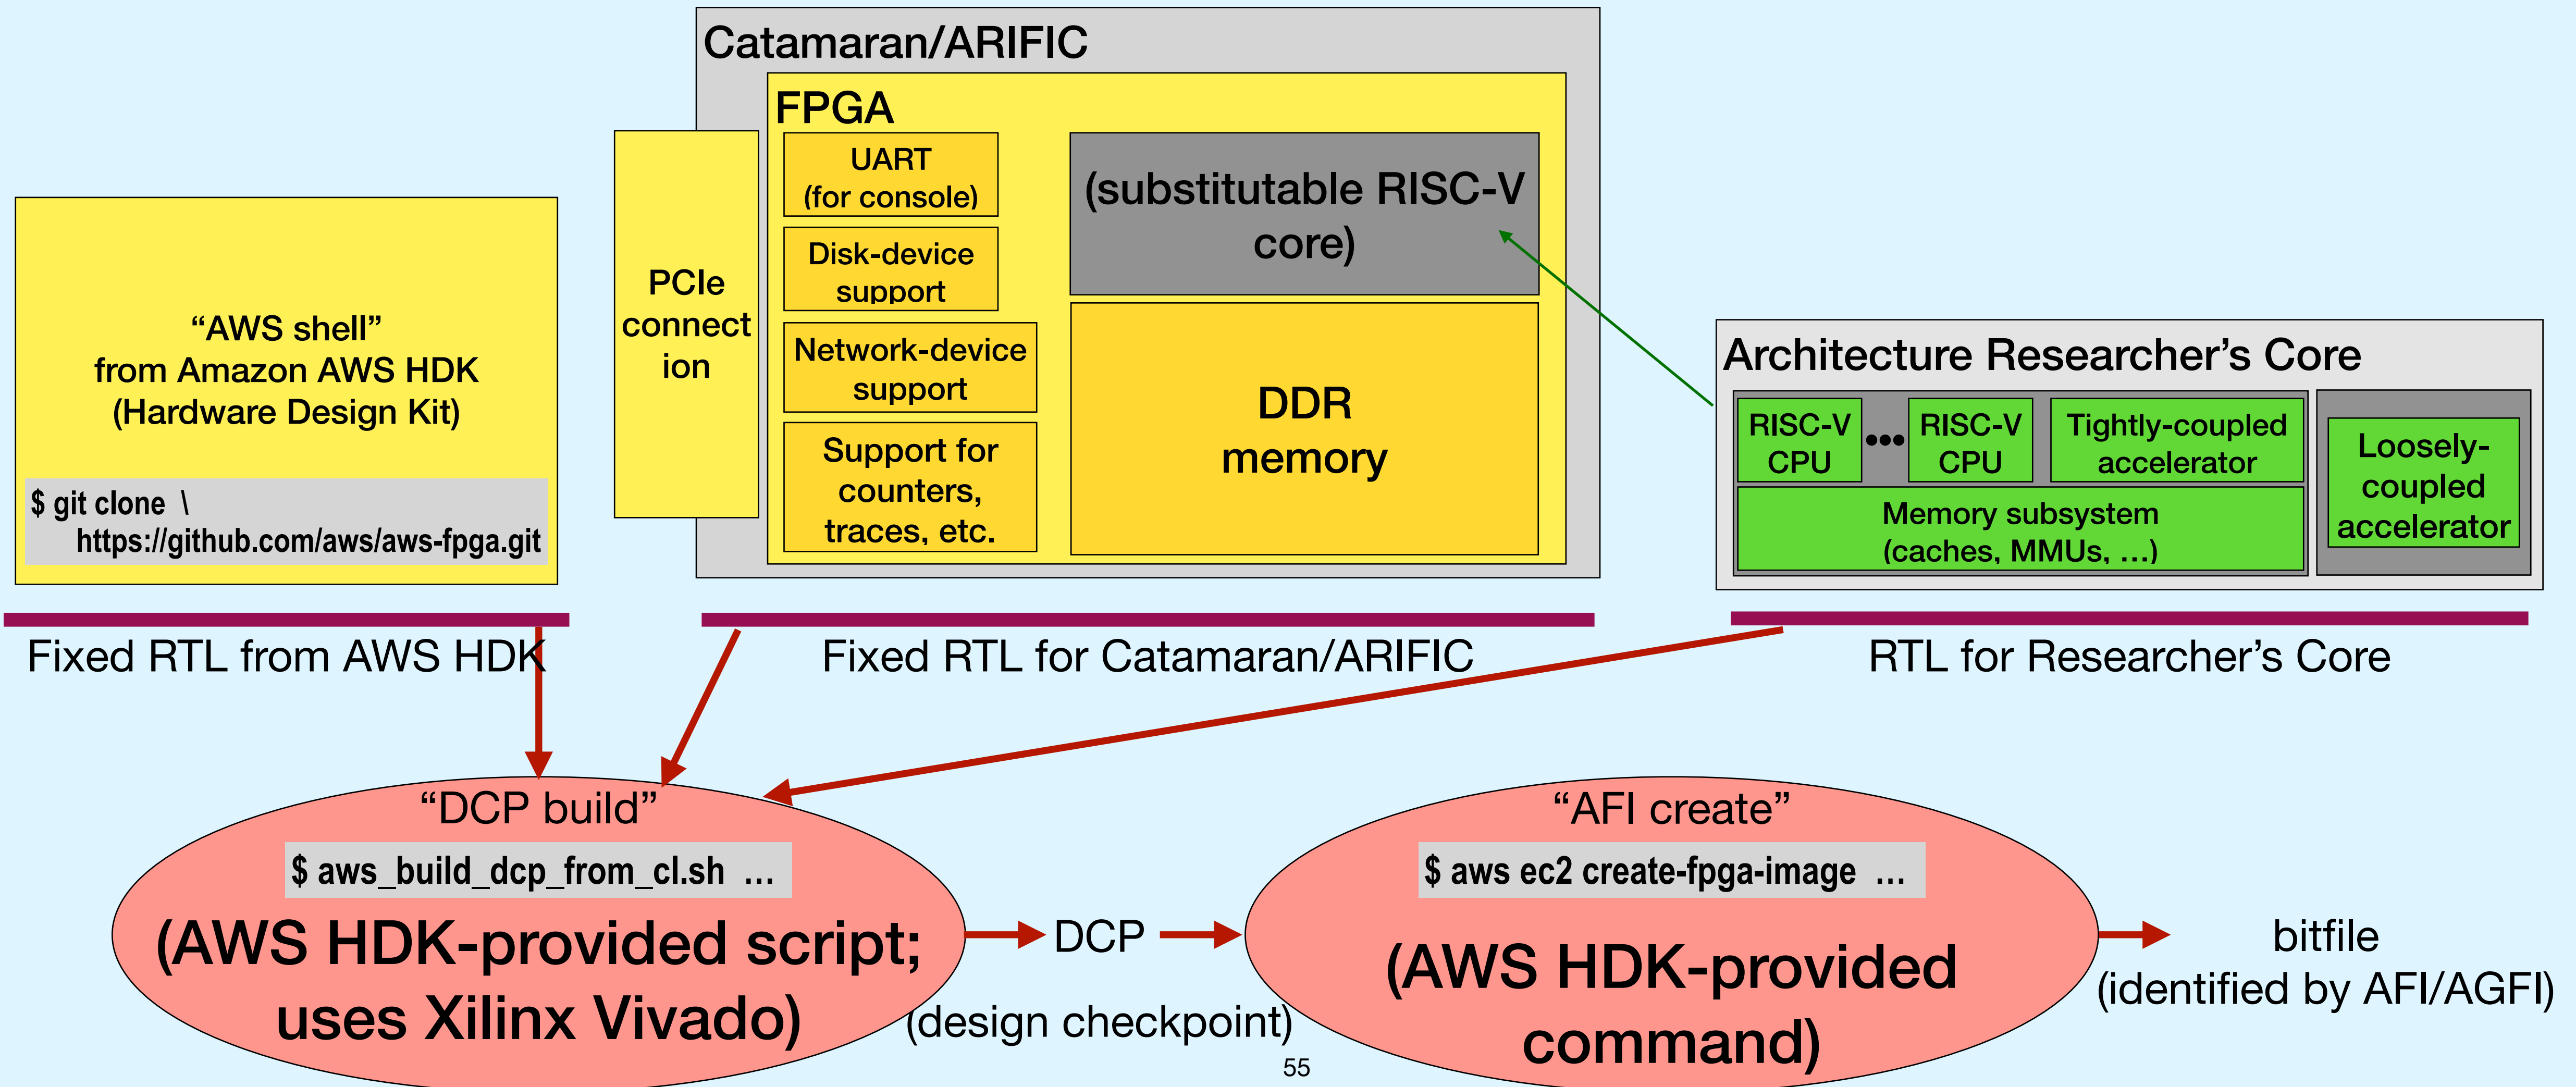 Catamaran/ARIFIC
FPGA
UART
(for console)
Disk-device
support
Network-device
support
Support for
counters,
traces, etc.
(substitutable RISC-V
core)
DDR
memory
PCIe
connect
ion
“AWS shell”
from Amazon AWS HDK
(Hardware Design Kit)
$ git clone \
https://github.com/aws/aws-fpga.git
Architecture Researcher’s Core
RISC-V
CPU
•••
RISC-V
CPU
Tightly-coupled
accelerator
Memory subsystem
(caches, MMUs, …)
Loosely-
coupled
accelerator
Fixed RTL from AWS HDK
Fixed RTL for Catamaran/ARIFIC
RTL for Researcher’s Core
“DCP build”
$ aws_build_dcp_from_cl.sh …
(AWS HDK-provided script;
uses Xilinx Vivado)
DCP
(design checkpoint)
“AFI create”
$ aws ec2 create-fpga-image …
(AWS HDK-provided
command)
bitfile
(identified by AFI/AGFI)
55